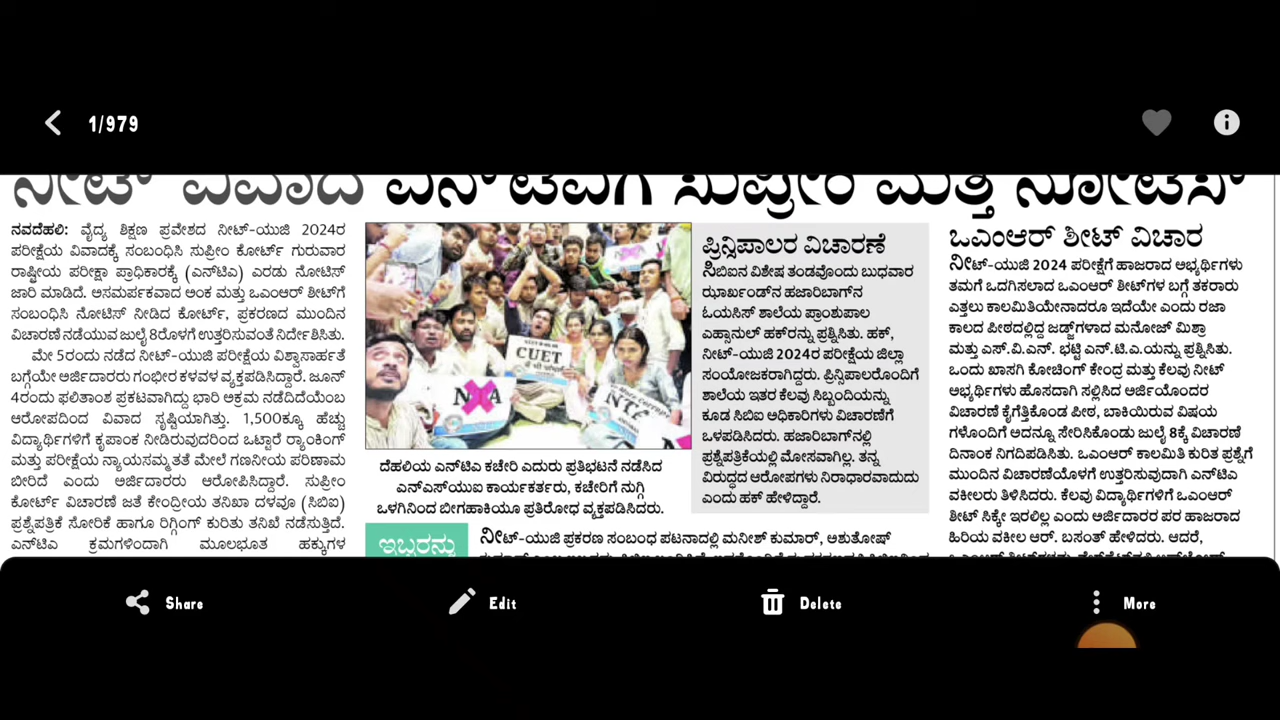 1/979
ನೀಟ್ ವಿವಾದ ಎನ್‌ಟಿಎಗೆ ಸುಪ್ರೀಂ ಮತ್ತೆ ನೋಟಿಸ್
ನವದೆಹಲಿ: ವೈದ್ಯ ಶಿಕ್ಷಣ ಪ್ರವೇಶದ ನೀಟ್-ಯುಜಿ 2024ರ
ಪರೀಕ್ಷೆಯ ವಿವಾದಕ್ಕೆ ಸಂಬಂಧಿಸಿ ಸುಪ್ರೀಂ ಕೋರ್ಟ್ ಗುರುವಾರ
ರಾಷ್ಟ್ರೀಯ ಪರೀಕ್ಷಾ ಪ್ರಾಧಿಕಾರಕ್ಕೆ (ಎನ್‌ಟಿಎ) ಎರಡು ನೋಟಿಸ್
ಜಾರಿ ಮಾಡಿದೆ. ಅಸಮರ್ಪಕವಾದ ಅಂಕ ಮತ್ತು ಒಎಂಆರ್ ಶೀಟ್‌ಗೆ
ಸಂಬಂಧಿಸಿ ನೋಟಿಸ್ ನೀಡಿದ ಕೋರ್ಟ್, ಪ್ರಕರಣದ ಮುಂದಿನ
ವಿಚಾರಣೆ ನಡೆಯುವ ಜುಲೈ 8ರೊಳಗೆ ಉತ್ತರಿಸುವಂತೆ ನಿರ್ದೇಶಿಸಿತು.
ಮೇ 5ರಂದು ನಡೆದ ನೀಟ್-ಯುಜಿ ಪರೀಕ್ಷೆಯ ವಿಶ್ವಾಸಾರ್ಹತೆ
ಬಗ್ಗೆಯೇ ಅರ್ಜಿದಾರರು ಗಂಭೀರ ಕಳವಳ ವ್ಯಕ್ತಪಡಿಸಿದ್ದಾರೆ. ಜೂನ್
4ರಂದು ಫಲಿತಾಂಶ ಪ್ರಕಟವಾಗಿದ್ದು ಭಾರಿ ಅಕ್ರಮ ನಡೆದಿದೆಯೆಂಬ
ಆರೋಪದಿಂದ ವಿವಾದ ಸೃಷ್ಟಿಯಾಗಿತ್ತು. 1,500ಕ್ಕೂ ಹೆಚ್ಚು
ವಿದ್ಯಾರ್ಥಿಗಳಿಗೆ ಕೃಪಾಂಕ ನೀಡಿರುವುದರಿಂದ ಒಟ್ಟಾರೆ ರ‍್ಯಾಂಕಿಂಗ್
ಮತ್ತು ಪರೀಕ್ಷೆಯ ನ್ಯಾಯಸಮ್ಮತತೆ ಮೇಲೆ ಗಣನೀಯ ಪರಿಣಾಮ
ಬೀರಿದೆ ಎಂದು ಅರ್ಜಿದಾರರು ಆರೋಪಿಸಿದ್ದಾರೆ. ಸುಪ್ರೀಂ
ಕೋರ್ಟ್ ವಿಚಾರಣೆ ಜತೆ ಕೇಂದ್ರೀಯ ತನಿಖಾ ದಳವೂ (ಸಿಬಿಐ)
ಪ್ರಶ್ನೆಪತ್ರಿಕೆ ಸೋರಿಕೆ ಹಾಗೂ ರಿಗ್ಗಿಂಗ್ ಕುರಿತು ತನಿಖೆ ನಡೆಸುತ್ತಿದೆ.
ಎನ್‌ಟಿಎ ಕ್ರಮಗಳಿಂದಾಗಿ ಮೂಲಭೂತ ಹಕ್ಕುಗಳ
CUET
NTA
NTA
ದೆಹಲಿಯ ಎನ್‌ಟಿಎ ಕಚೇರಿ ಎದುರು ಪ್ರತಿಭಟನೆ ನಡೆಸಿದ
ಎನ್‌ಎಸ್‌ಯುಐ ಕಾರ್ಯಕರ್ತರು, ಕಚೇರಿಗೆ ನುಗ್ಗಿ
ಒಳಗಿನಿಂದ ಬೀಗಹಾಕಿಯೂ ಪ್ರತಿರೋಧ ವ್ಯಕ್ತಪಡಿಸಿದರು.
ಇಬ್ಬರನ್ನು
ನೀಟ್-ಯುಜಿ ಪ್ರಕರಣ ಸಂಬಂಧ ಪಟನಾದಲ್ಲಿ ಮನೀಶ್ ಕುಮಾರ್, ಅಶುತೋಷ್
ಪ್ರಿನ್ಸಿಪಾಲರ ವಿಚಾರಣೆ
ಸಿಬಿಐನ ವಿಶೇಷ ತಂಡವೊಂದು ಬುಧವಾರ
ಝಾರ್ಖಂಡ್‌ನ ಹಜಾರಿಬಾಗ್‌ನ
ಓಯಸಿಸ್ ಶಾಲೆಯ ಪ್ರಾಂಶುಪಾಲ
ಎಹ್ಸಾನುಲ್ ಹಕ್‌ರನ್ನು ಪ್ರಶ್ನಿಸಿತು. ಹಕ್,
ನೀಟ್-ಯುಜಿ 2024ರ ಪರೀಕ್ಷೆಯ ಜಿಲ್ಲಾ
ಸಂಯೋಜಕರಾಗಿದ್ದರು. ಪ್ರಿನ್ಸಿಪಾಲರೊಂದಿಗೆ
ಶಾಲೆಯ ಇತರ ಕೆಲವು ಸಿಬ್ಬಂದಿಯನ್ನು
ಕೂಡ ಸಿಬಿಐ ಅಧಿಕಾರಿಗಳು ವಿಚಾರಣೆಗೆ
ಒಳಪಡಿಸಿದರು. ಹಜಾರಿಬಾಗ್‌ನಲ್ಲಿ
ಪ್ರಶ್ನೆಪತ್ರಿಕೆಯಲ್ಲಿ ಮೋಸವಾಗಿಲ್ಲ. ತನ್ನ
ವಿರುದ್ಧದ ಆರೋಪಗಳು ನಿರಾಧಾರವಾದುದು
ಎಂದು ಹಕ್ ಹೇಳಿದ್ದಾರೆ.
ಒಎಂಆರ್ ಶೀಟ್ ವಿಚಾರ
ನೀಟ್-ಯುಜಿ 2024 ಪರೀಕ್ಷೆಗೆ ಹಾಜರಾದ ಅಭ್ಯರ್ಥಿಗಳು
ತಮಗೆ ಒದಗಿಸಲಾದ ಒಎಂಆರ್ ಶೀಟ್‌ಗಳ ಬಗ್ಗೆ ತಕರಾರು
ಎತ್ತಲು ಕಾಲಮಿತಿಯೇನಾದರೂ ಇದೆಯೇ ಎಂದು ರಜಾ
ಕಾಲದ ಪೀಠದಲ್ಲಿದ್ದ ಜಡ್ಜ್‌ಗಳಾದ ಮನೋಜ್ ಮಿಶ್ರಾ
ಮತ್ತು ಎಸ್.ವಿ.ಎನ್. ಭಟ್ಟಿ ಎನ್.ಟಿ.ಎ.ಯನ್ನು ಪ್ರಶ್ನಿಸಿತು.
ಒಂದು ಖಾಸಗಿ ಕೋಚಿಂಗ್ ಕೇಂದ್ರ ಮತ್ತು ಕೆಲವು ನೀಟ್
ಅಭ್ಯರ್ಥಿಗಳು ಹೊಸದಾಗಿ ಸಲ್ಲಿಸಿದ ಅರ್ಜಿಯೊಂದರ
ವಿಚಾರಣೆ ಕೈಗೆತ್ತಿಕೊಂಡ ಪೀಠ, ಬಾಕಿಯಿರುವ ವಿಷಯ
ಗಳೊಂದಿಗೆ ಅದನ್ನೂ ಸೇರಿಸಿಕೊಂಡು ಜುಲೈ 8ಕ್ಕೆ ವಿಚಾರಣೆ
ದಿನಾಂಕ ನಿಗದಿಪಡಿಸಿತು. ಒಎಂಆರ್ ಕಾಲಮಿತಿ ಕುರಿತ ಪ್ರಶ್ನೆಗೆ
ಮುಂದಿನ ವಿಚಾರಣೆಯೊಳಗೆ ಉತ್ತರಿಸುವುದಾಗಿ ಎನ್‌ಟಿಎ
ವಕೀಲರು ತಿಳಿಸಿದರು. ಕೆಲವು ವಿದ್ಯಾರ್ಥಿಗಳಿಗೆ ಒಎಂಆರ್
ಶೀಟ್ ಸಿಕ್ಕೇ ಇರಲಿಲ್ಲ ಎಂದು ಅರ್ಜಿದಾರರ ಪರ ಹಾಜರಾದ
ಹಿರಿಯ ವಕೀಲ ಆರ್. ಬಸಂತ್ ಹೇಳಿದರು. ಆದರೆ,
Share
Edit
Delete
More